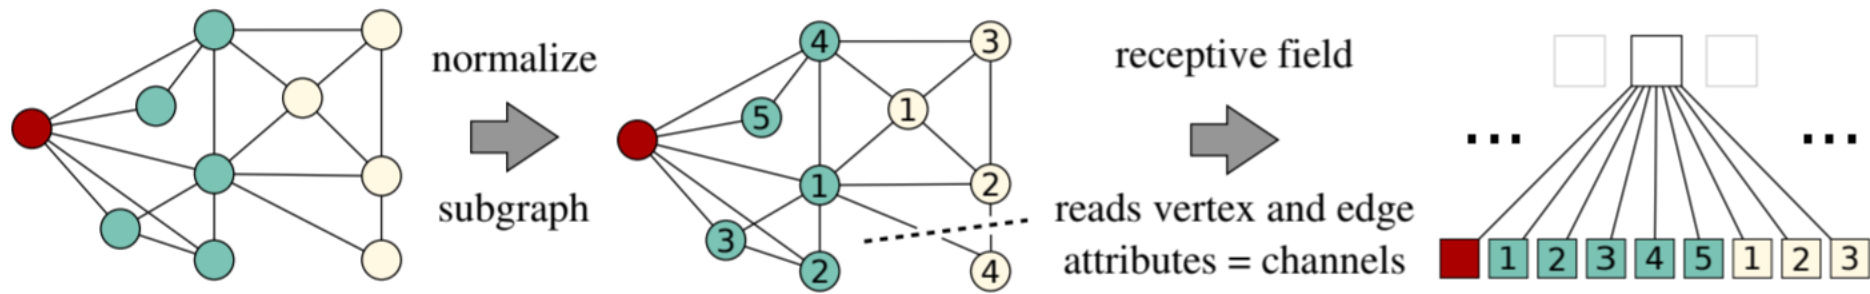 normalize
subgraph
4
3
5
1
1
2
3
2
4
receptive field
reads vertex and edge
attributes = channels
... ...
1 2 3 4 5 1 2 3